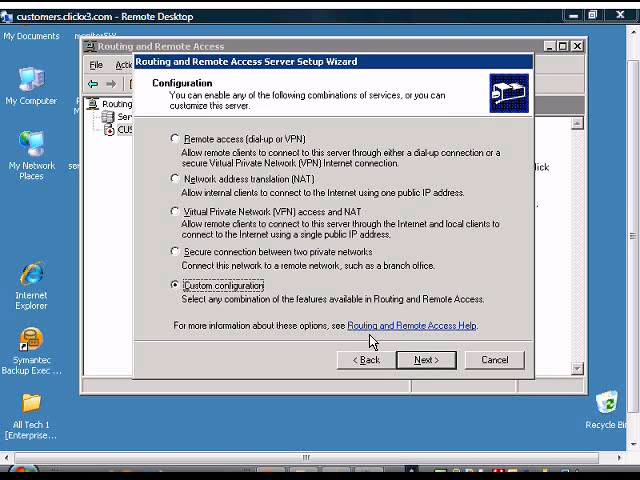 customers.clickx3.com - Remote Desktop
My Documents
Routing and Remote Access
File
Routing and Remote Access Server Setup Wizard
Configuration
You can enable any of the following combinations of services, or you can
customize this server.
My Computer
Routing
Ser
CUS
Remote access (dial-up or VPN)
Allow remote clients to connect to this server through either a dial-up connection or a
secure Virtual Private Network (VPN) Internet connection.
My Network
Places
ser
lick
Network address translation (NAT)
Allow internal clients to connect to the Internet using one public IP address.
Virtual Private Network (VPN) access and NAT
Allow remote clients to connect to this server through the Internet and local clients to
connect to the Internet using a single public IP address.
Secure connection between two private networks
Connect this network to a remote network, such as a branch office.
Internet
Explorer
Custom configuration
Select any combination of the features available in Routing and Remote Access.
For more information about these options, see Routing and Remote Access Help.
< Back
Next >
Cancel
Symantec
Backup Exec ...
All Tech 1
[Enterprise...
Recycle Bin